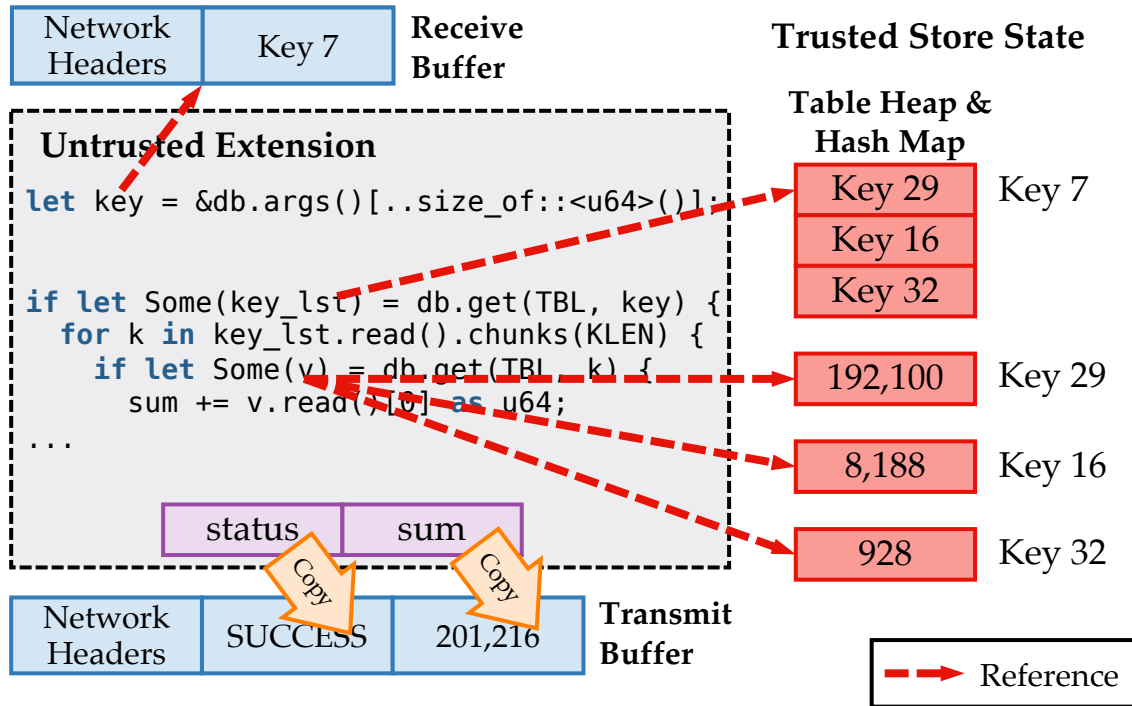 Network
Headers
Key 7
Receive
Buffer
Trusted Store State
Table Heap &
Hash Map
Untrusted Extension
let key = &db.args()[..size_of::<u64>()];
if let Some(key_lst) = db.get(TBL, key) {
for k in key_lst.read().chunks(KLEN) {
if let Some(v) = db.get(TBL, k) {
sum += v.read()[0] as u64;
...
Key 29
Key 16
Key 32
Key 7
192,100
Key 29
8,188
Key 16
928
Key 32
status
sum
Copy
Copy
Network
Headers
SUCCESS
201,216
Transmit
Buffer
Reference